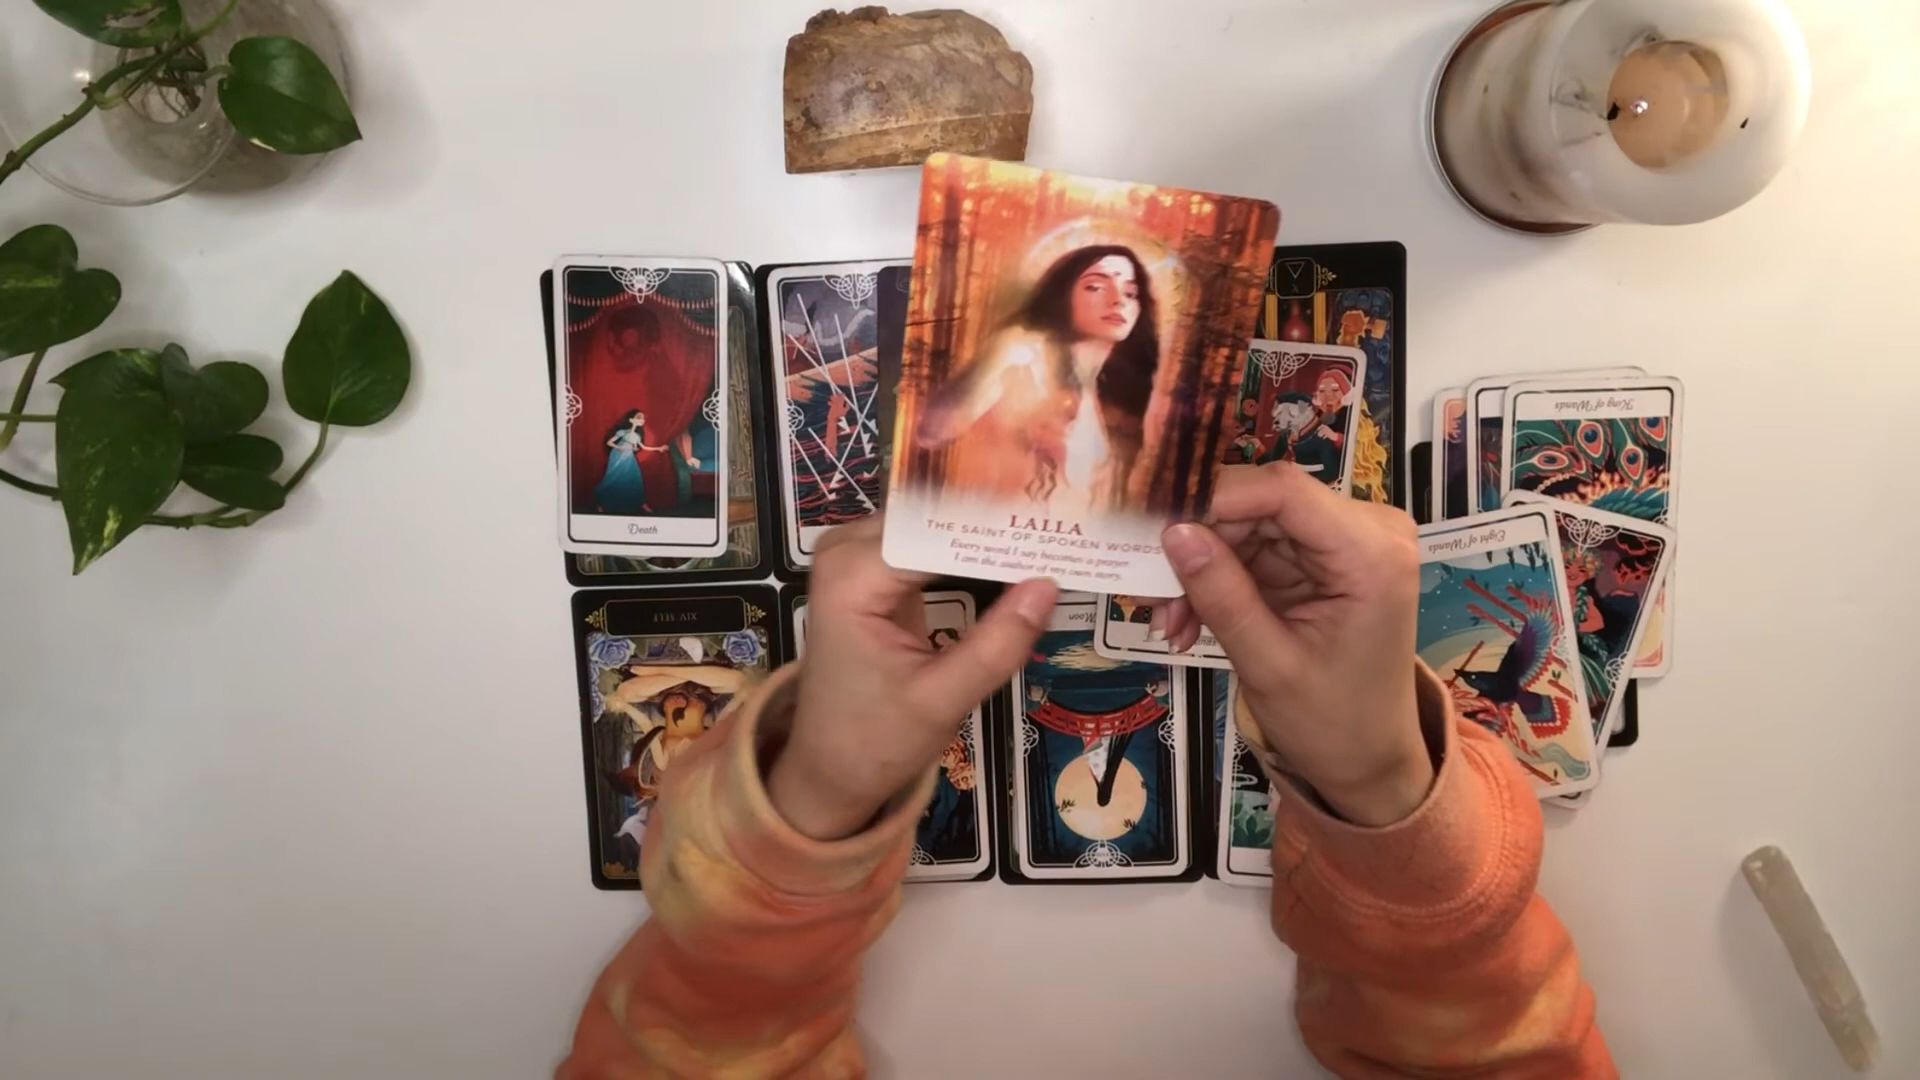 King of Wands
Death
Eight of Wands
LALLA
THE SAINT OF SPOKEN WORDS
Every word I say becomes a prayer.
I am the author of my own story.
XIV SELF
Moon